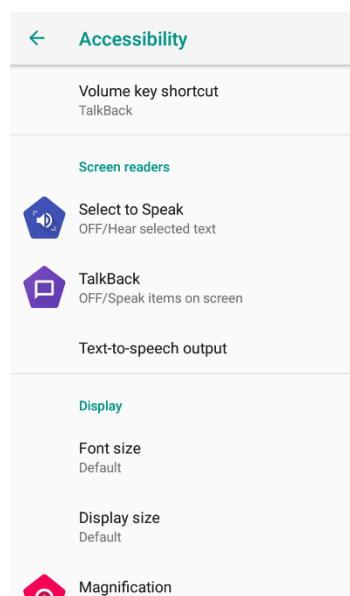 Accessibility
Volume key shortcut
TalkBack
Screen readers
Select to Speak
OFF/Hear selected text
TalkBack
OFF/Speak items on screen
Text-to-speech output
Display
Font size
Default
Display size
Default
Magnification